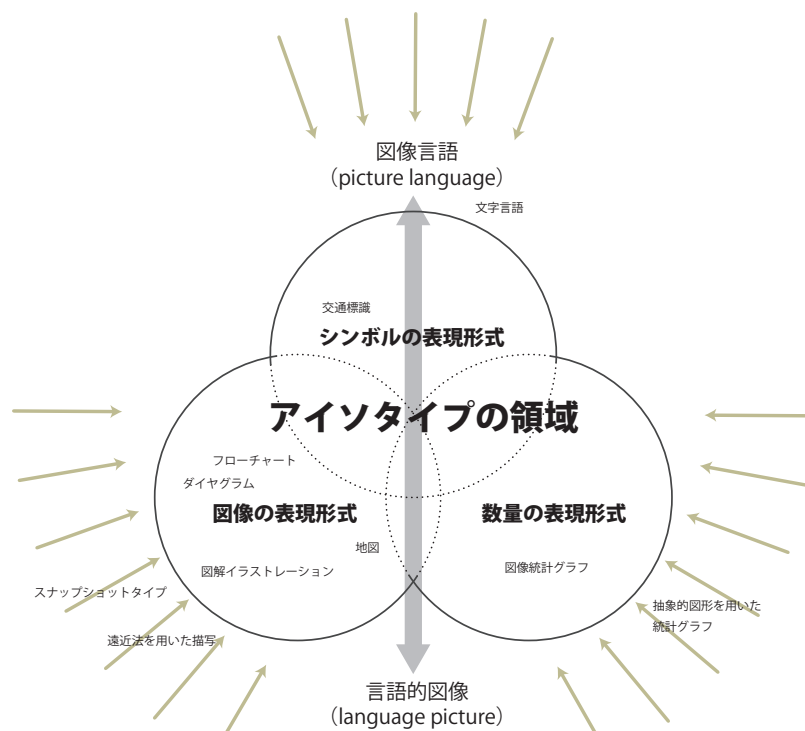 図像言語
（picture language）
文字言語
交通標識
シンボルの表現形式
アイソタイプの領域
フローチャート
ダイヤグラム
図像の表現形式
数量の表現形式
地図
図解イラストレーション
図像統計グラフ
スナップショットタイプ
抽象的図形を用いた
統計グラフ
遠近法を用いた描写
言語的図像
（language picture）